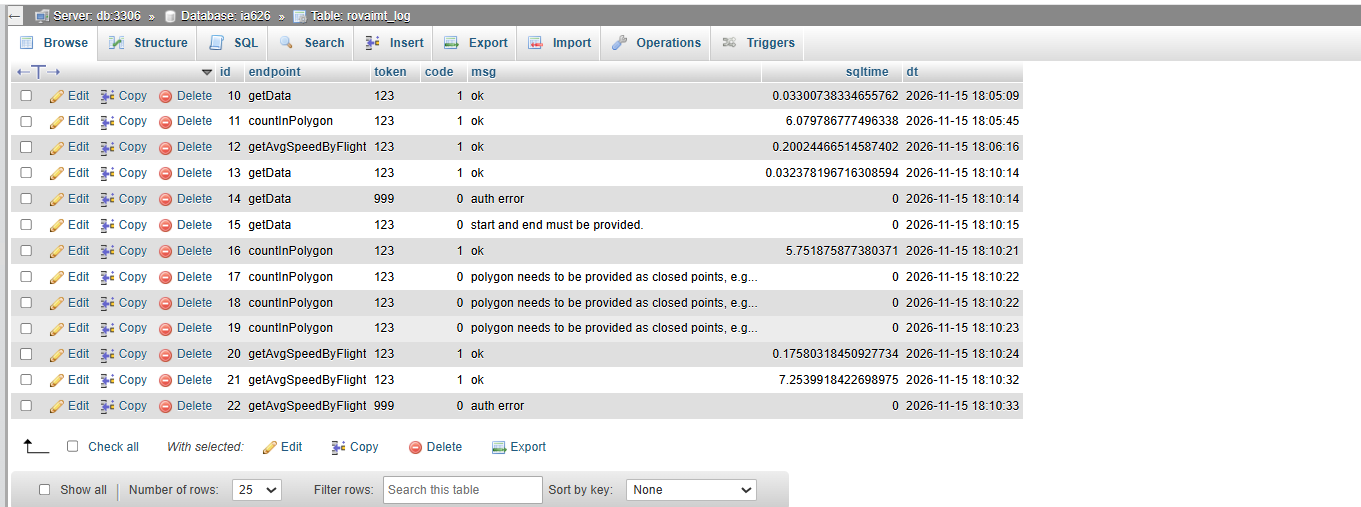 Server: db:3306 » Database: ia626 » Table: rovaimt_log
Browse Structure SQL Search Insert Export Import Operations Triggers
id endpoint token code msg sqltime dt
Edit Copy Delete 10 getData 123 1 ok 0.03300738334655762 2026-11-15 18:05:09
Edit Copy Delete 11 countInPolygon 123 1 ok 6.079786777496338 2026-11-15 18:05:45
Edit Copy Delete 12 getAvgSpeedByFlight 123 1 ok 0.20024466514587402 2026-11-15 18:06:16
Edit Copy Delete 13 getData 123 1 ok 0.032378196716308594 2026-11-15 18:10:14
Edit Copy Delete 14 getData 999 0 auth error 0 2026-11-15 18:10:14
Edit Copy Delete 15 getData 123 0 start and end must be provided. 0 2026-11-15 18:10:15
Edit Copy Delete 16 countInPolygon 123 1 ok 5.751875877380371 2026-11-15 18:10:21
Edit Copy Delete 17 countInPolygon 123 0 polygon needs to be provided as closed points, e.g... 0 2026-11-15 18:10:22
Edit Copy Delete 18 countInPolygon 123 0 polygon needs to be provided as closed points, e.g... 0 2026-11-15 18:10:22
Edit Copy Delete 19 countInPolygon 123 0 polygon needs to be provided as closed points, e.g... 0 2026-11-15 18:10:23
Edit Copy Delete 20 getAvgSpeedByFlight 123 1 ok 0.17580318450927734 2026-11-15 18:10:24
Edit Copy Delete 21 getAvgSpeedByFlight 123 1 ok 7.2539918422698975 2026-11-15 18:10:32
Edit Copy Delete 22 getAvgSpeedByFlight 999 0 auth error 0 2026-11-15 18:10:33
Check all With selected: Edit Copy Delete Export
Show all Number of rows: 25 Filter rows: Search this table Sort by key: None